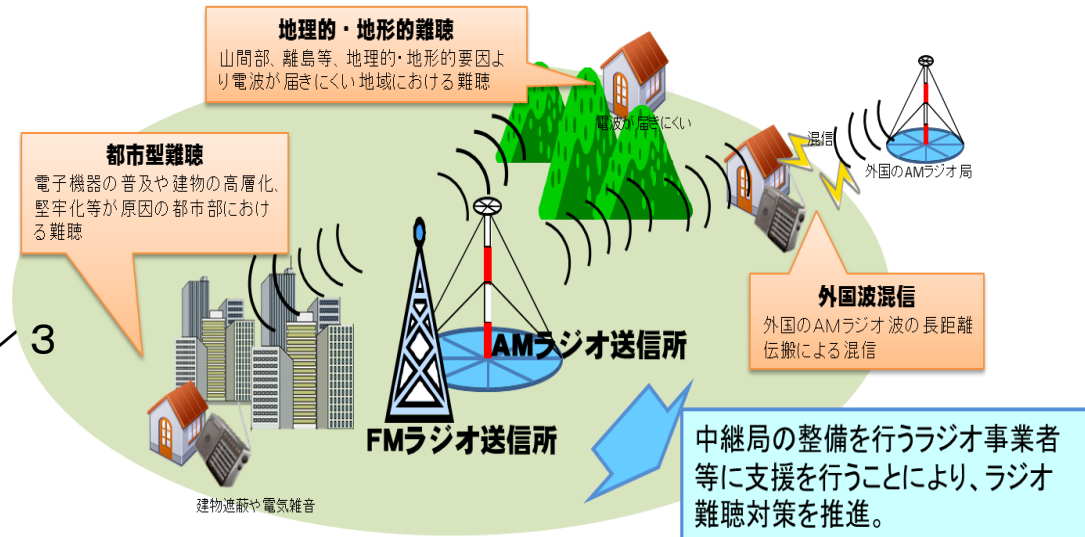 地理的・地形的難聴
山間部、離島等、地理的・地形的要因よ
り電波が届きにくい地域における難聴
電波が届きにくい
混信
外国のAMラジオ局
都市型難聴
電子機器の普及や建物の高層化、
堅牢化等が原因の都市部におけ
る難聴
外国波混信
外国のAMラジオ波の長距離
伝搬による混信
3
AMラジオ送信所
FMラジオ送信所
建物遮蔽や電気雑音
中継局の整備を行うラジオ事業者
等に支援を行うことにより、ラジオ
難聴対策を推進。